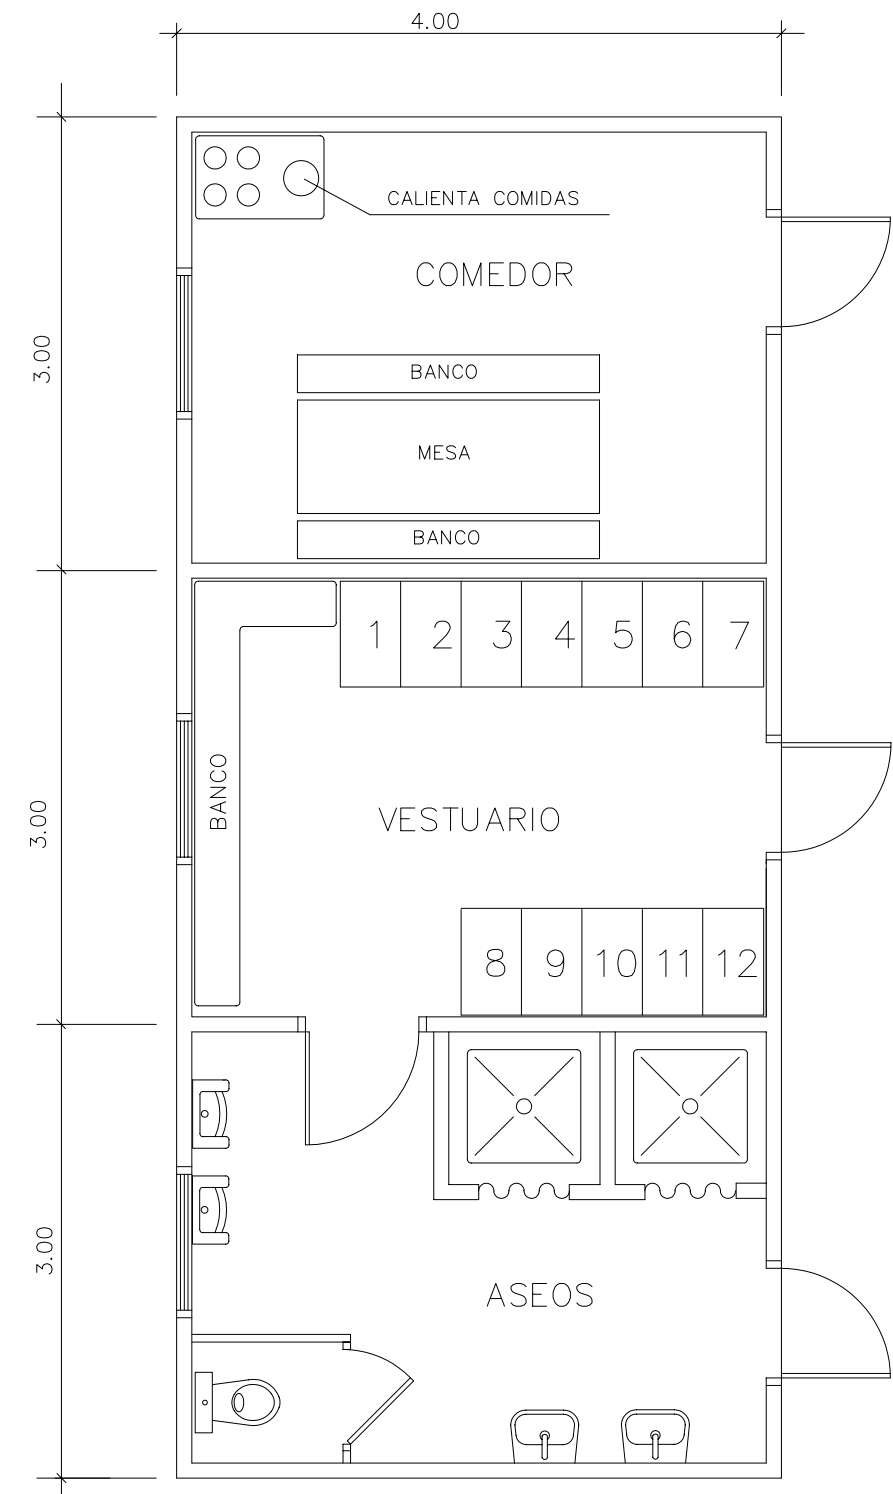 4.00
CALIENTA COMIDAS
COMEDOR
3.00
BANCO
MESA
BANCO
1 2 3 4 5 6 7
BANCO
VESTUARIO
3.00
8 9 10 11 12
3.00
ASEOS